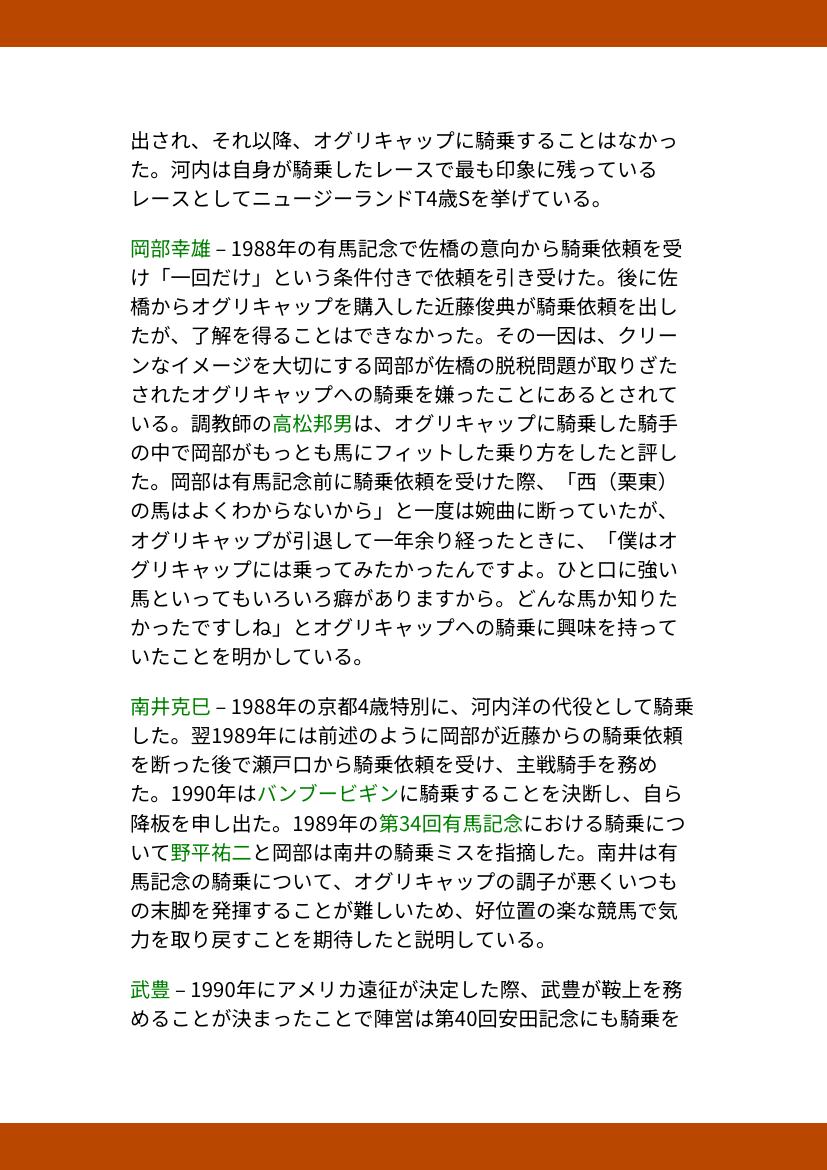 出され、それ以降、オグリキャップに騎乗することはなかっ
た。河内は自身が騎乗したレースで最も印象に残っている
レースとしてニュージーランドT4歳Sを挙げている。
岡部幸雄 – 1988年の有馬記念で佐橋の意向から騎乗依頼を受
け「一回だけ」という条件付きで依頼を引き受けた。後に佐
橋からオグリキャップを購入した近藤俊典が騎乗依頼を出し
たが、了解を得ることはできなかった。その一因は、クリー
ンなイメージを大切にする岡部が佐橋の脱税問題が取りざた
されたオグリキャップへの騎乗を嫌ったことにあるとされて
いる。調教師の高松邦男は、オグリキャップに騎乗した騎手
の中で岡部がもっとも馬にフィットした乗り方をしたと評し
た。岡部は有馬記念前に騎乗依頼を受けた際、「西（栗東）
の馬はよくわからないから」と一度は婉曲に断っていたが、
オグリキャップが引退して一年余り経ったときに、「僕はオ
グリキャップには乗ってみたかったんですよ。ひと口に強い
馬といってもいろいろ癖がありますから。どんな馬か知りた
かったですしね」とオグリキャップへの騎乗に興味を持って
いたことを明かしている。
南井克巳 – 1988年の京都4歳特別に、河内洋の代役として騎乗
した。翌1989年には前述のように岡部が近藤からの騎乗依頼
を断った後で瀬戸口から騎乗依頼を受け、主戦騎手を務め
た。1990年はバンブービギンに騎乗することを決断し、自ら
降板を申し出た。1989年の第34回有馬記念における騎乗につ
いて野平祐二と岡部は南井の騎乗ミスを指摘した。南井は有
馬記念の騎乗について、オグリキャップの調子が悪くいつも
の末脚を発揮することが難しいため、好位置の楽な競馬で気
力を取り戻すことを期待したと説明している。
武豊 – 1990年にアメリカ遠征が決定した際、武豊が鞍上を務
めることが決まったことで陣営は第40回安田記念にも騎乗を